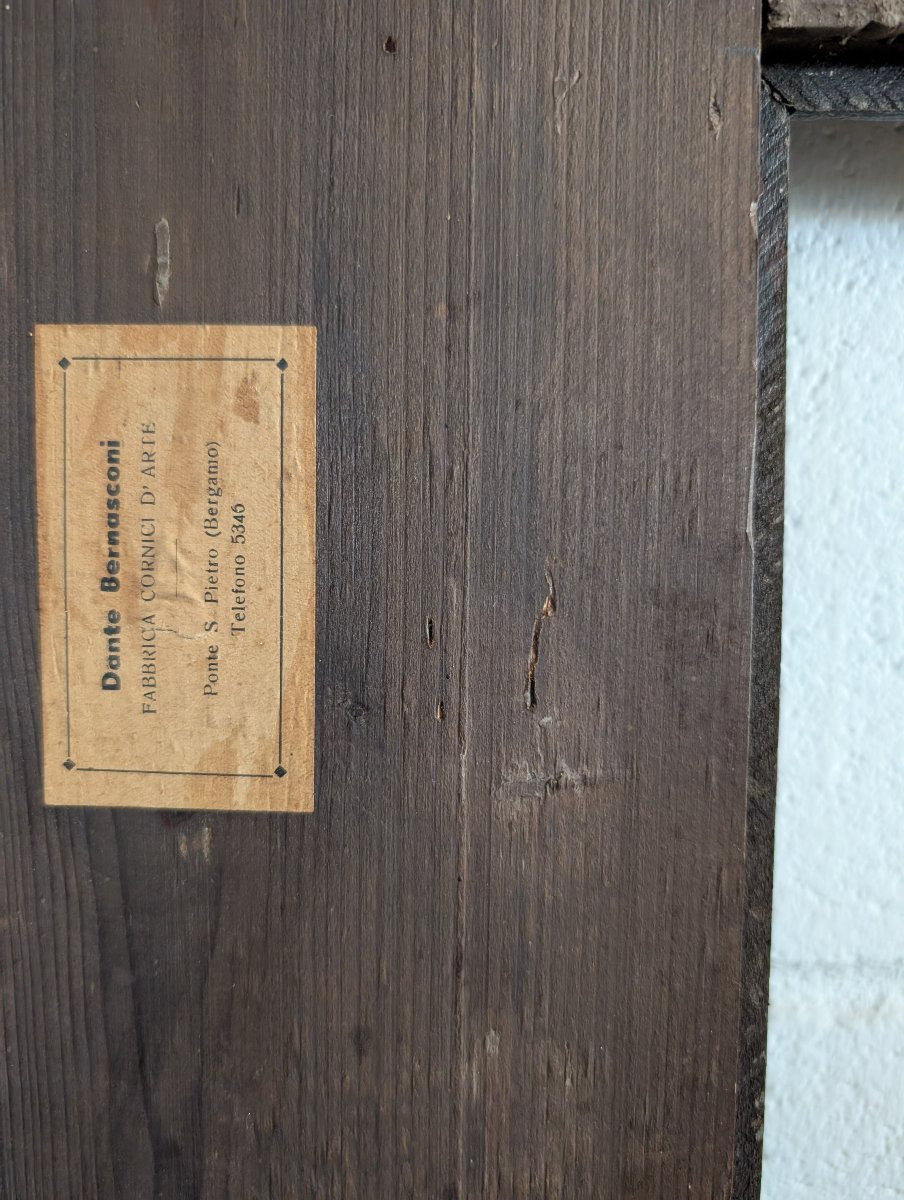 Dante Bernasconi
FABBRICA CORNICI D'ARTE
Ponte S. Pietro (Bergamo)
Telefono 5346